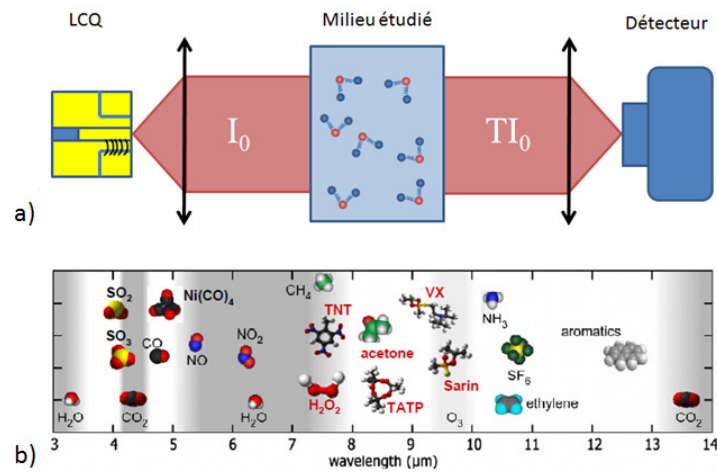 LCQ
Milieu étudié
Détecteur
I₀
TI₀
a)
b)
SO₂
Ni(CO)₄
CH₄
TNT
VX
NH₃
aromatics
SO₃
CO
NO
NO₂
acetone
Sarin
SF₆
H₂O
CO₂
H₂O
H₂O₂
TATP
O₃
ethylene
CO₂
3 4 5 6 7 8 9 10 11 12 13 14
wavelength (µm)